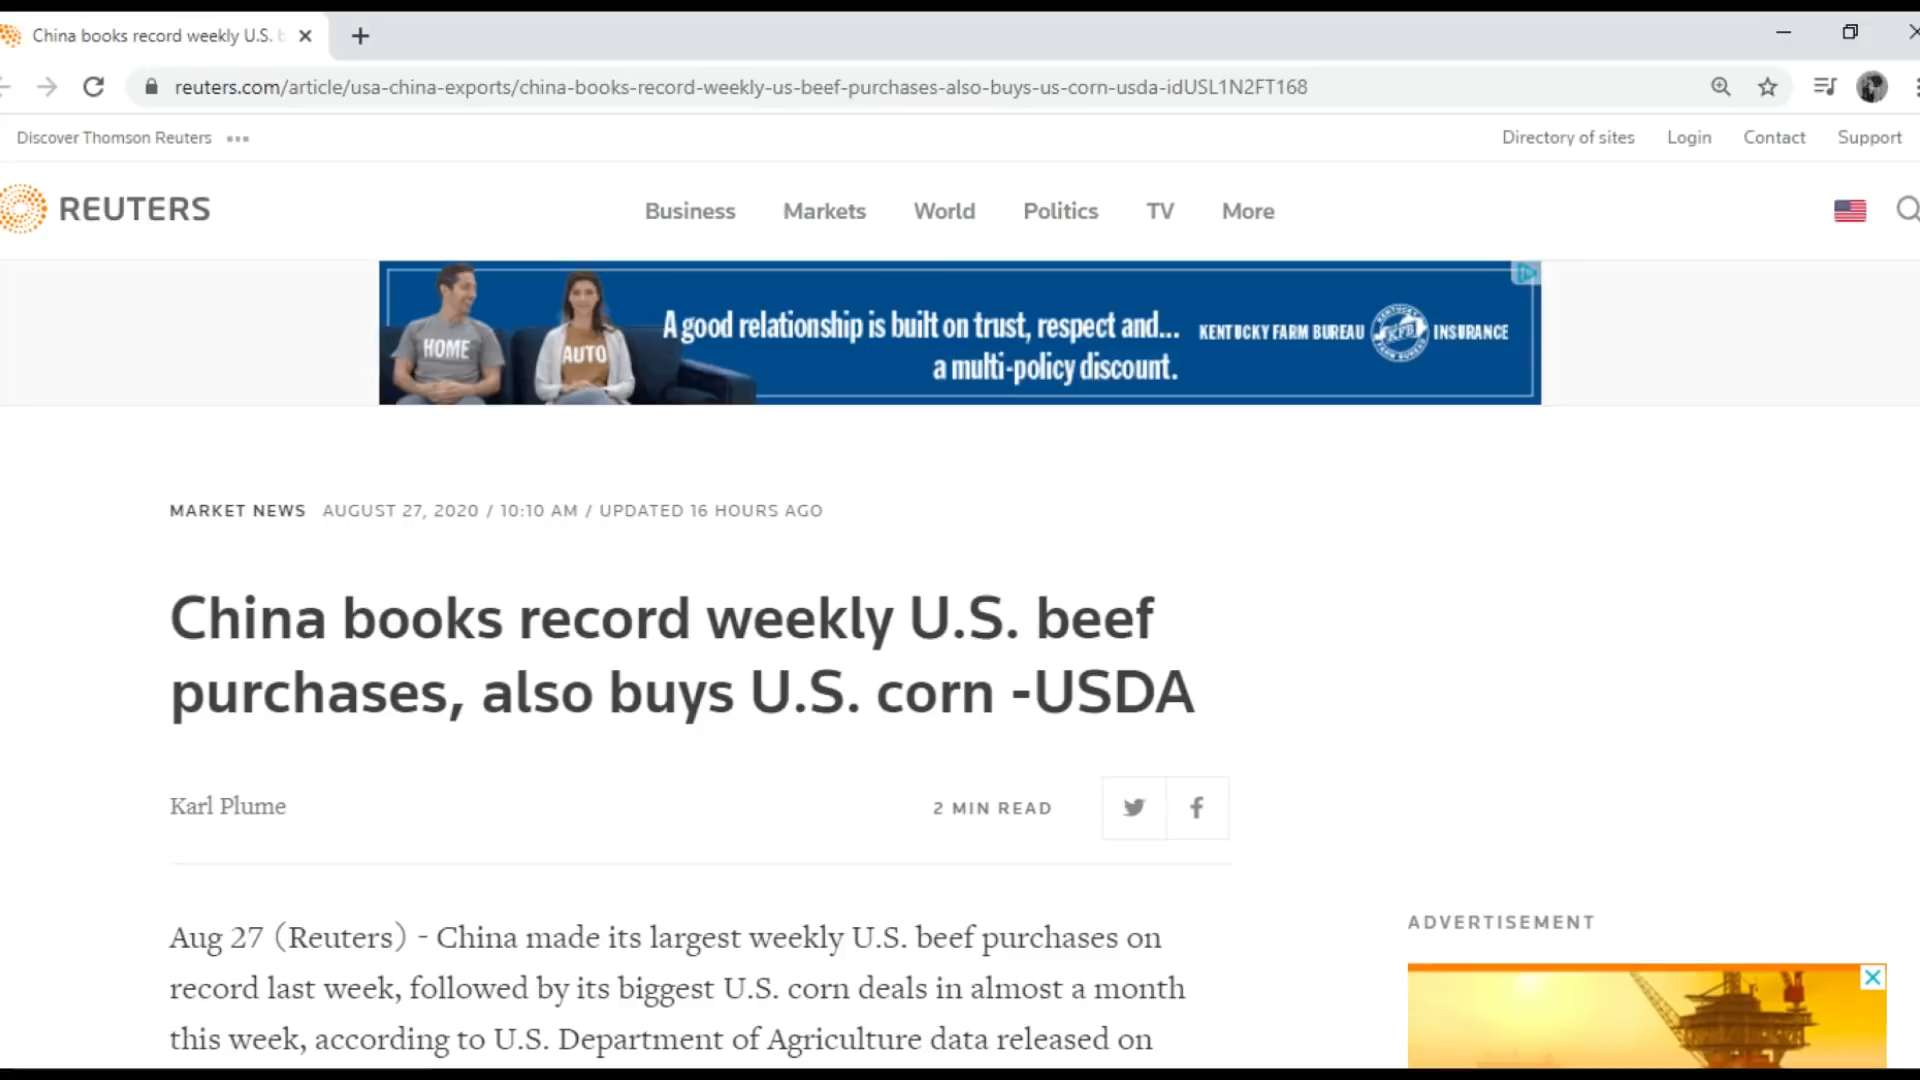 China books record weekly U.S. b
reuters.com/article/usa-china-exports/china-books-record-weekly-us-beef-purchases-also-buys-us-corn-usda-idUSL1N2FT168
Discover Thomson Reuters
Directory of sites Login Contact Support
REUTERS
Business Markets World Politics TV More
HOME
AUTO
A good relationship is built on trust, respect and...
a multi-policy discount.
KENTUCKY FARM BUREAU KFB INSURANCE
MARKET NEWS AUGUST 27, 2020 / 10:10 AM / UPDATED 16 HOURS AGO
China books record weekly U.S. beef
purchases, also buys U.S. corn -USDA
Karl Plume
2 MIN READ
Aug 27 (Reuters) - China made its largest weekly U.S. beef purchases on
record last week, followed by its biggest U.S. corn deals in almost a month
this week, according to U.S. Department of Agriculture data released on
ADVERTISEMENT